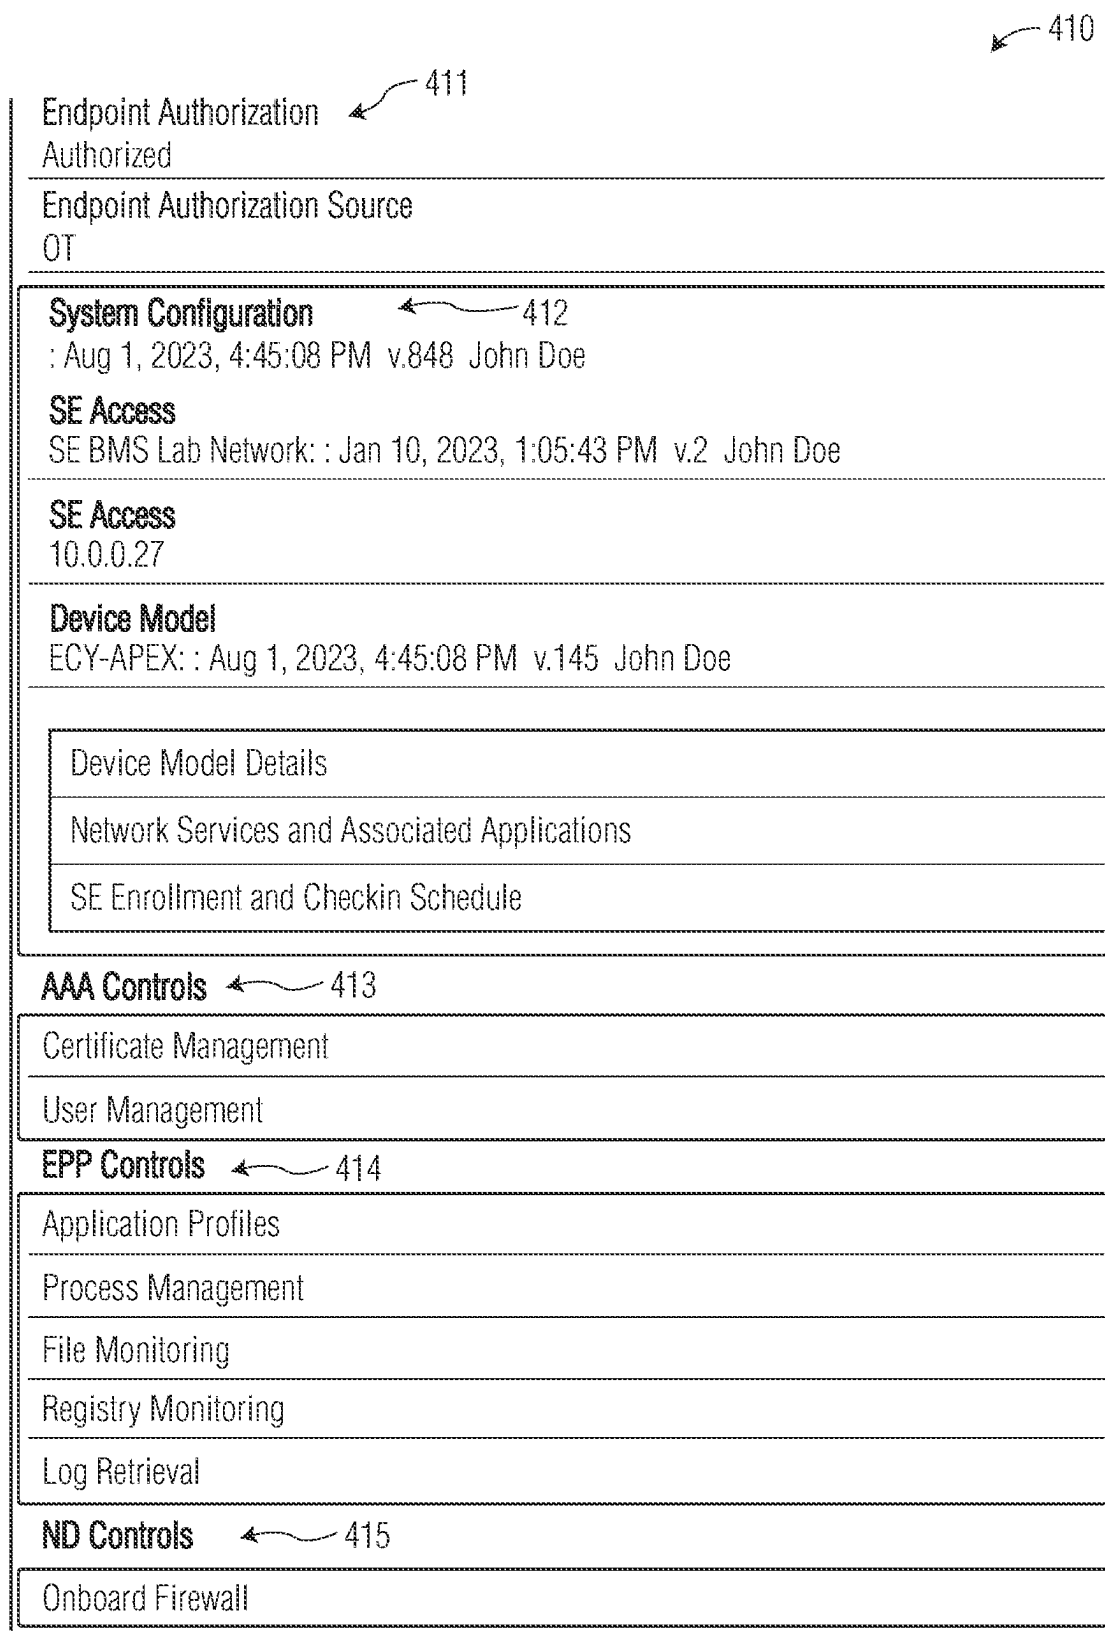 410
411
Endpoint Authorization
Authorized
Endpoint Authorization Source
OT
System Configuration 412
: Aug 1, 2023, 4:45:08 PM v.848 John Doe
SE Access
SE BMS Lab Network: : Jan 10, 2023, 1:05:43 PM v.2 John Doe
SE Access
10.0.0.27
Device Model
ECY-APEX: : Aug 1, 2023, 4:45:08 PM v.145 John Doe
Device Model Details
Network Services and Associated Applications
SE Enrollment and Checkin Schedule
AAA Controls 413
Certificate Management
User Management
EPP Controls 414
Application Profiles
Process Management
File Monitoring
Registry Monitoring
Log Retrieval
ND Controls 415
Onboard Firewall